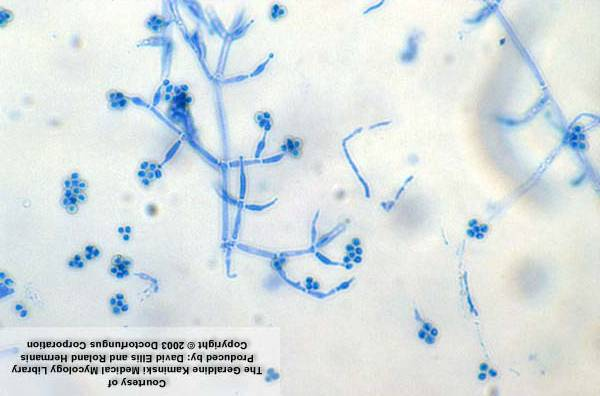 Courtesy of
The Geraldine Kaminski Medical Mycology Library
Produced by: David Ellis and Roland Hermanis
Copyright © 2003 Doctorfungus Corporation